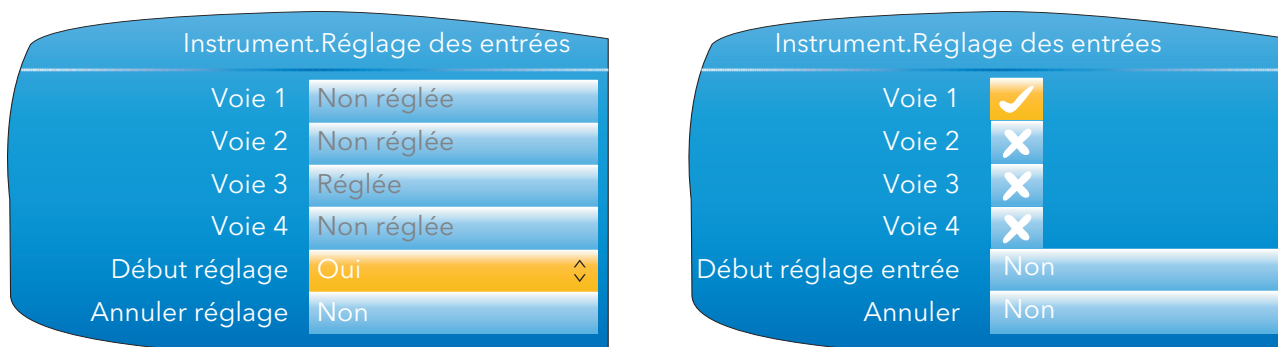 Instrument.Réglage des entrées
Voie 1 Non réglée
Voie 2 Non réglée
Voie 3 Réglée
Voie 4 Non réglée
Début réglage Oui
Annuler réglage Non
Instrument.Réglage des entrées
Voie 1
Voie 2
Voie 3
Voie 4
Début réglage entrée Non
Annuler Non